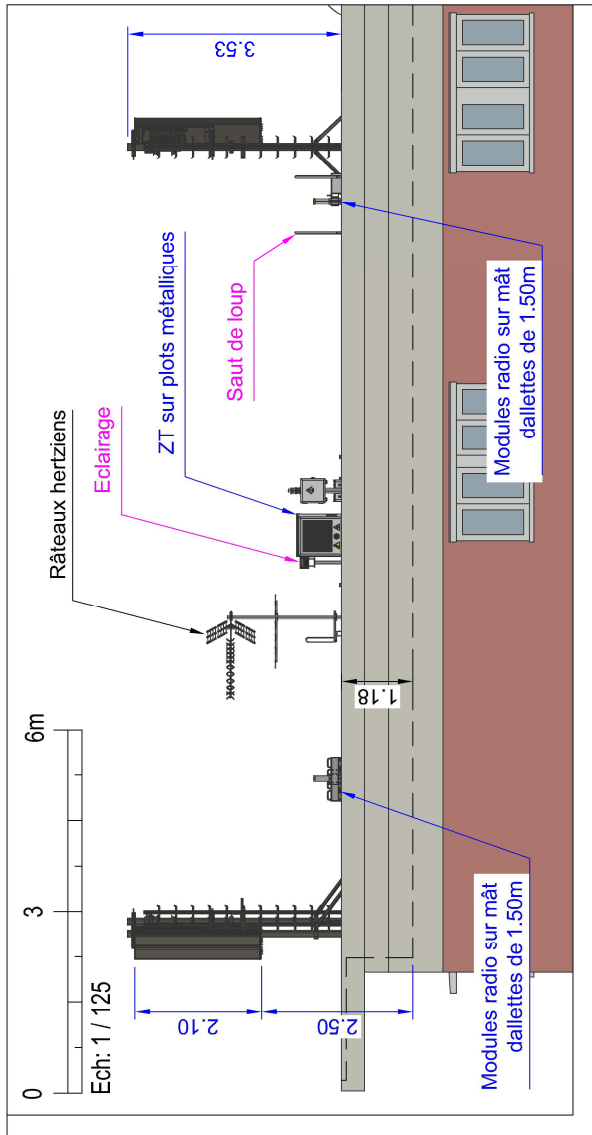 0
3
6m
Ech: 1 / 125
Râteaux hertziens
Eclairage
ZT sur plots métalliques
Saut de loup
3.53
2.10
2.50
1.18
Modules radio sur mât
dallettes de 1.50m
Modules radio sur mât
dallettes de 1.50m